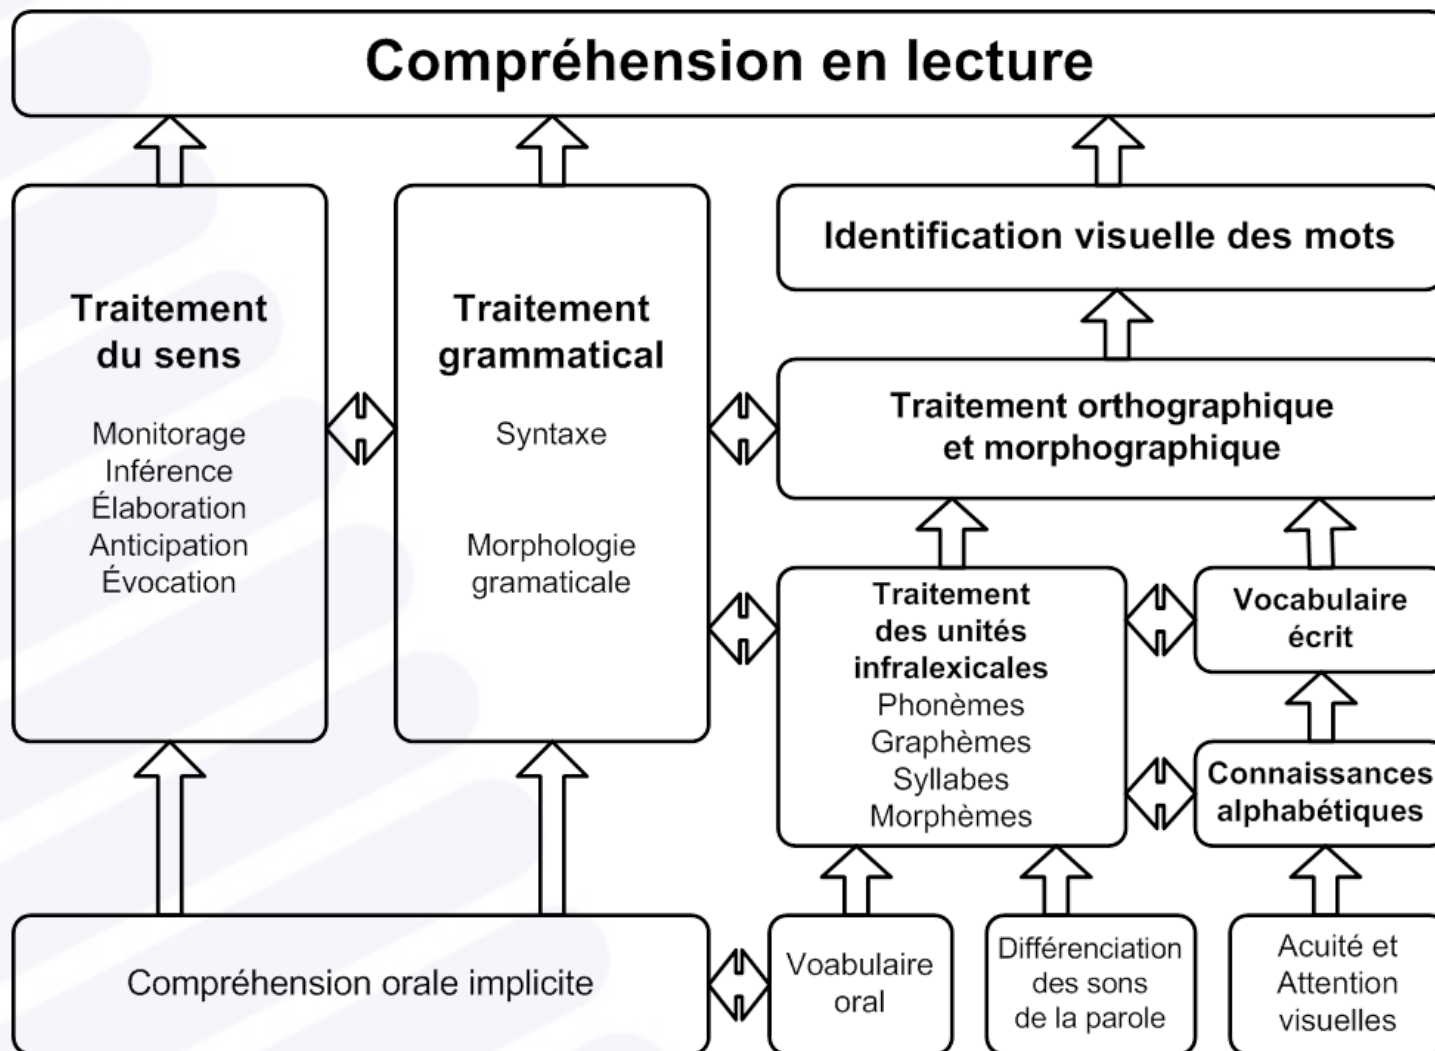 Compréhension en lecture
Traitement
du sens
Monitorage
Inférence
Élaboration
Anticipation
Évocation
Traitement
grammatical
Syntaxe
Morphologie
gramaticale
Identification visuelle des mots
Traitement orthographique
et morphographique
Traitement
des unités
infralexicales
Phonèmes
Graphèmes
Syllabes
Morphèmes
Vocabulaire
écrit
Connaissances
alphabétiques
Compréhension orale implicite
Voabulaire
oral
Différenciation
des sons
de la parole
Acuité et
Attention
visuelles